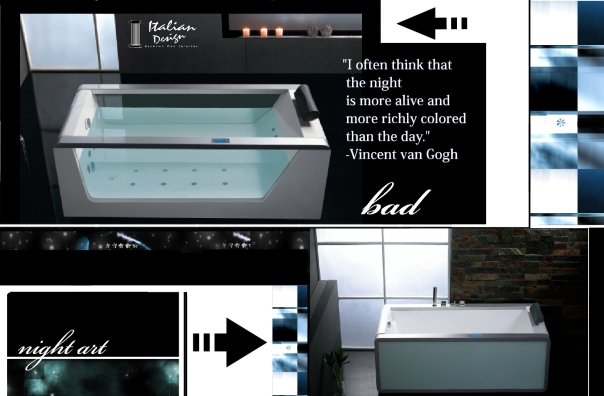 Italian
Design
"I often think that
the night
is more alive and
more richly colored
than the day."
-Vincent van Gogh
bad
night art